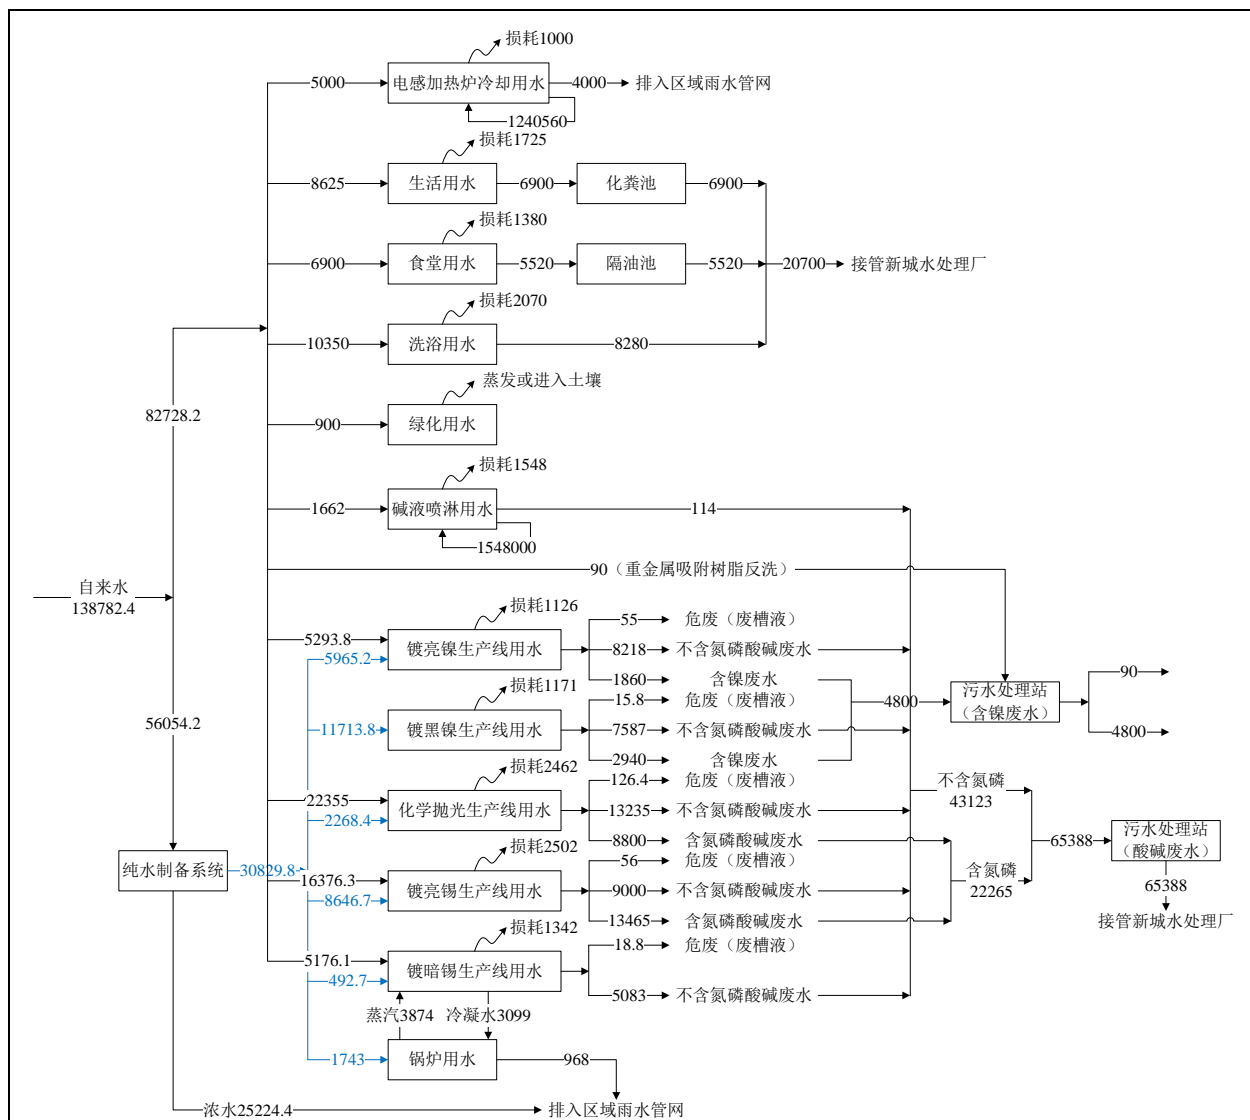 损耗1000
5000
电感加热炉冷却用水
4000
排入区域雨水管网
1240560
损耗1725
8625
生活用水
6900
化粪池
6900
损耗1380
6900
食堂用水
5520
隔油池
5520
20700
接管新城水处理厂
损耗2070
10350
洗浴用水
8280
蒸发或进入土壤
82728.2
900
绿化用水
损耗1548
1662
碱液喷淋用水
114
1548000
90（重金属吸附树脂反洗）
自来水
138782.4
损耗1126
5293.8
5965.2
镀亮镍生产线用水
55
危废（废槽液）
8218
不含氮磷酸碱废水
1860
含镍废水
4800
污水处理站
（含镍废水）
90
4800
56054.2
损耗1171
11713.8
镀黑镍生产线用水
15.8
危废（废槽液）
7587
不含氮磷酸碱废水
2940
含镍废水
损耗2462
22355
2268.4
化学抛光生产线用水
126.4
危废（废槽液）
13235
不含氮磷酸碱废水
8800
含氮磷酸碱废水
不含氮磷
43123
65388
污水处理站
（酸碱废水）
纯水制备系统
30829.8
损耗2502
16376.3
8646.7
镀亮锡生产线用水
56
危废（废槽液）
9000
不含氮磷酸碱废水
13465
含氮磷酸碱废水
含氮磷
22265
65388
接管新城水处理厂
损耗1342
5176.1
492.7
镀暗锡生产线用水
18.8
危废（废槽液）
5083
不含氮磷酸碱废水
蒸汽3874
冷凝水3099
1743
锅炉用水
968
浓水25224.4
排入区域雨水管网